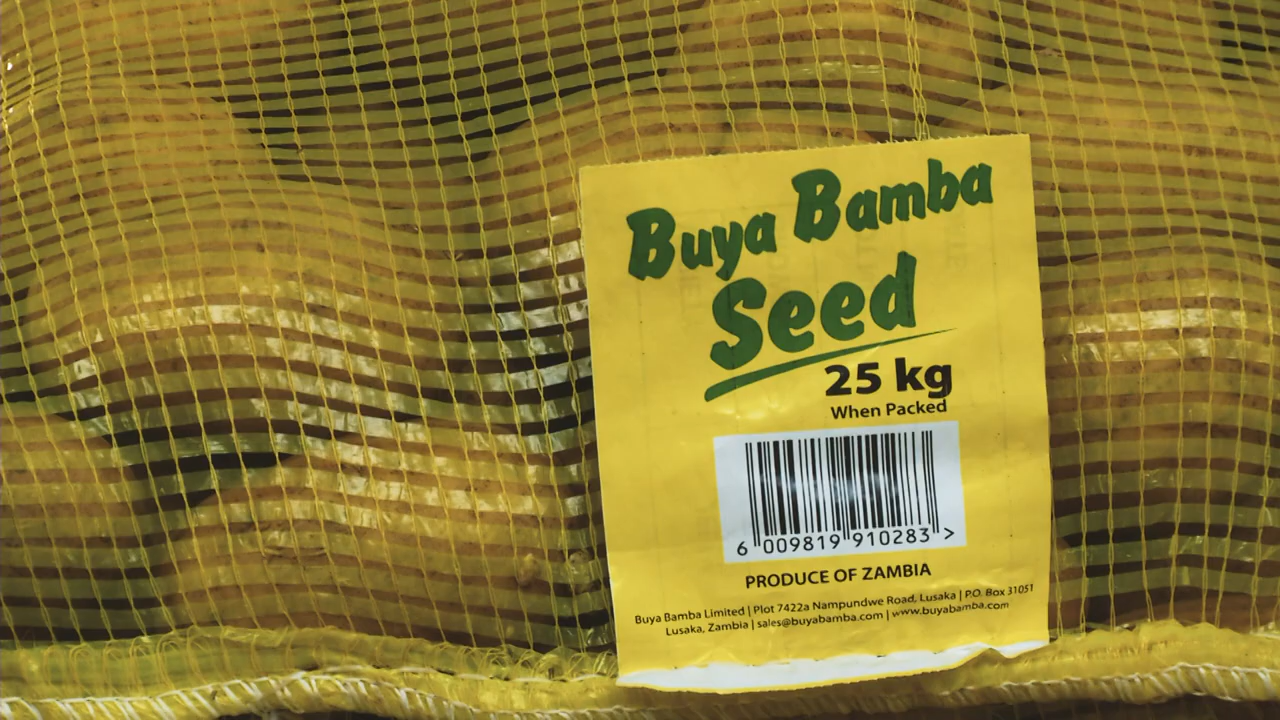 Buya Bamba
Seed
25 kg
When Packed
6 009819 910283 >
PRODUCE OF ZAMBIA
Buya Bamba Limited | Plot 7422a Nampundwe Road, Lusaka | P.O. Box 31051
Lusaka, Zambia | sales@buyabamba.com | www.buyabamba.com